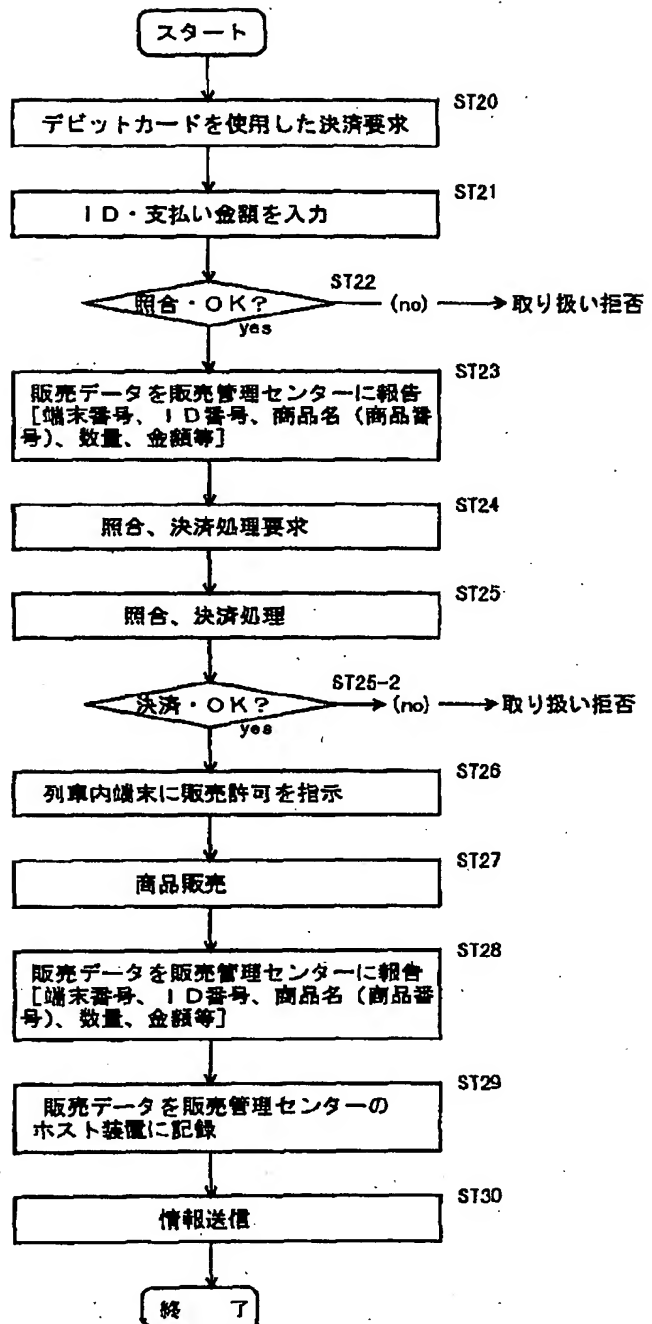 スタート
ST20
デビットカードを使用した決済要求
ST21
ID・支払い金額を入力
ST22
照合・OK?
(no)
取り扱い拒否
yes
ST23
販売データを販売管理センターに報告
[端末番号、ID番号、商品名(商品番
号)、数量、金額等]
ST24
照合、決済処理要求
ST25
照合、決済処理
ST25-2
決済・OK?
(no)
取り扱い拒否
yes
ST26
列車内端末に販売許可を指示
ST27
商品販売
ST28
販売データを販売管理センターに報告
[端末番号、ID番号、商品名(商品番
号)、数量、金額等]
ST29
販売データを販売管理センターの
ホスト装置に記録
ST30
情報送信
終 了